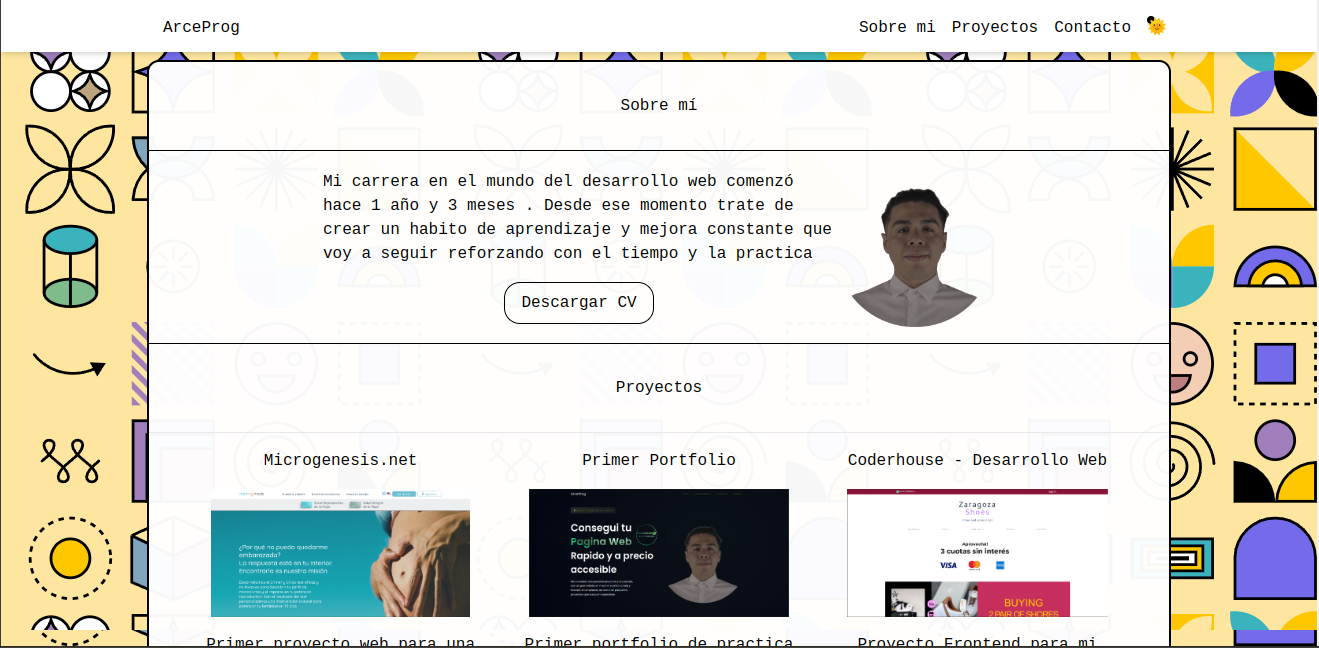 ArceProg
Sobre mi Proyectos Contacto
Sobre mí
Mi carrera en el mundo del desarrollo web comenzó
hace 1 año y 3 meses . Desde ese momento trate de
crear un habito de aprendizaje y mejora constante que
voy a seguir reforzando con el tiempo y la practica
Descargar CV
Proyectos
Microgenesis.net
Primer Portfolio
Coderhouse - Desarrollo Web
¿Por qué no puedo quedarme
embarazada?
La respuesta está en tu interior.
Encontrarla es nuestra misión.
Consegui tu
Pagina Web
Rapido y a precio
accesible
Zaragoza
Shoes
Aprovechá!
3 cuotas sin interés
VISA
BUYING
2 PAIR OF SHOES
Primer proyecto web para una
Primer portfolio de practica
Proyecto Frontend para mi